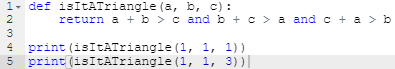 1 def isItATriangle(a, b, c):
2     return a + b > c and b + c > a and c + a > b
3
4 print(isItATriangle(1, 1, 1))
5 print(isItATriangle(1, 1, 3))